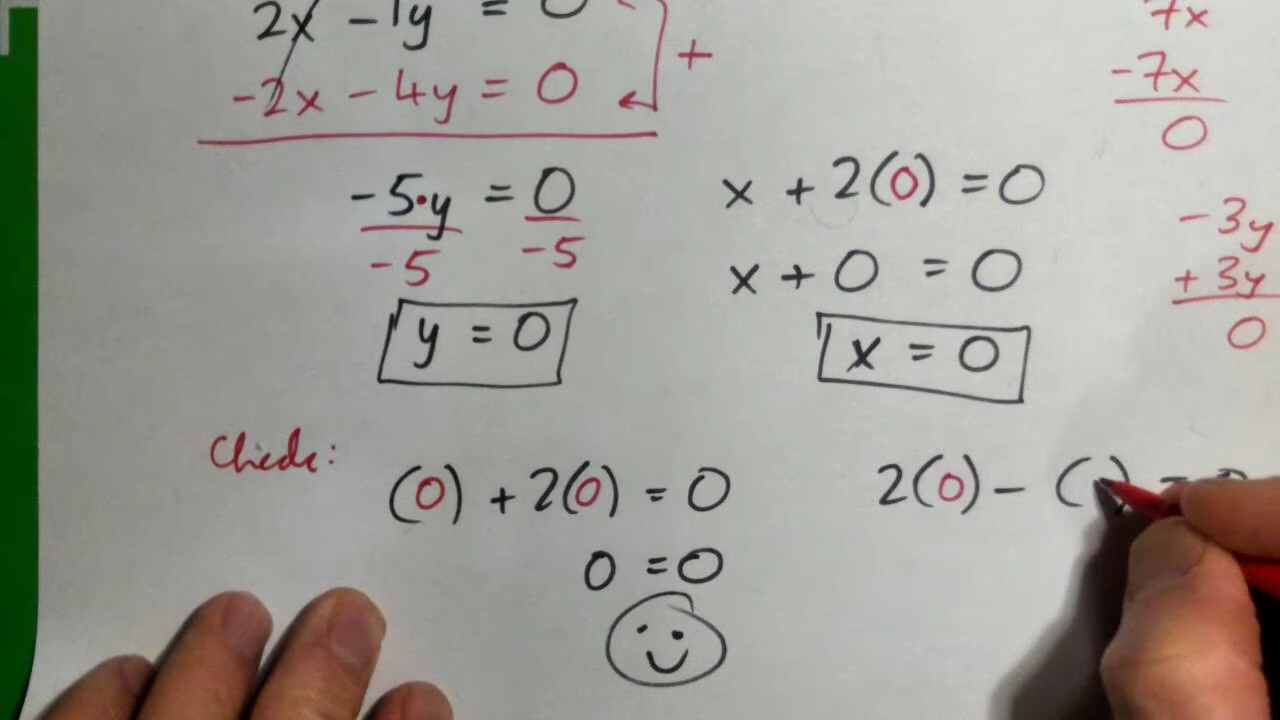 2x - 1y = 0
-2x - 4y = 0
+
-5·y = 0
-5 -5
y = 0
x + 2(0) = 0
x + 0 = 0
x = 0
7x
-7x
0
-3y
+3y
0
Check:
(0) + 2(0) = 0
0 = 0
2(0) - ( ) =